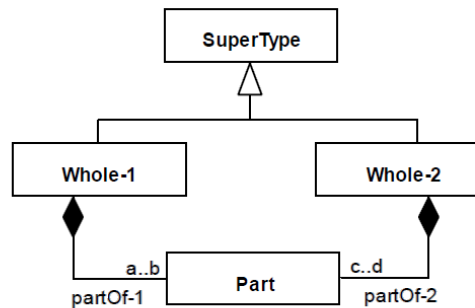 SuperType
Whole-1
Whole-2
a..b
Part
c..d
partOf-1
partOf-2